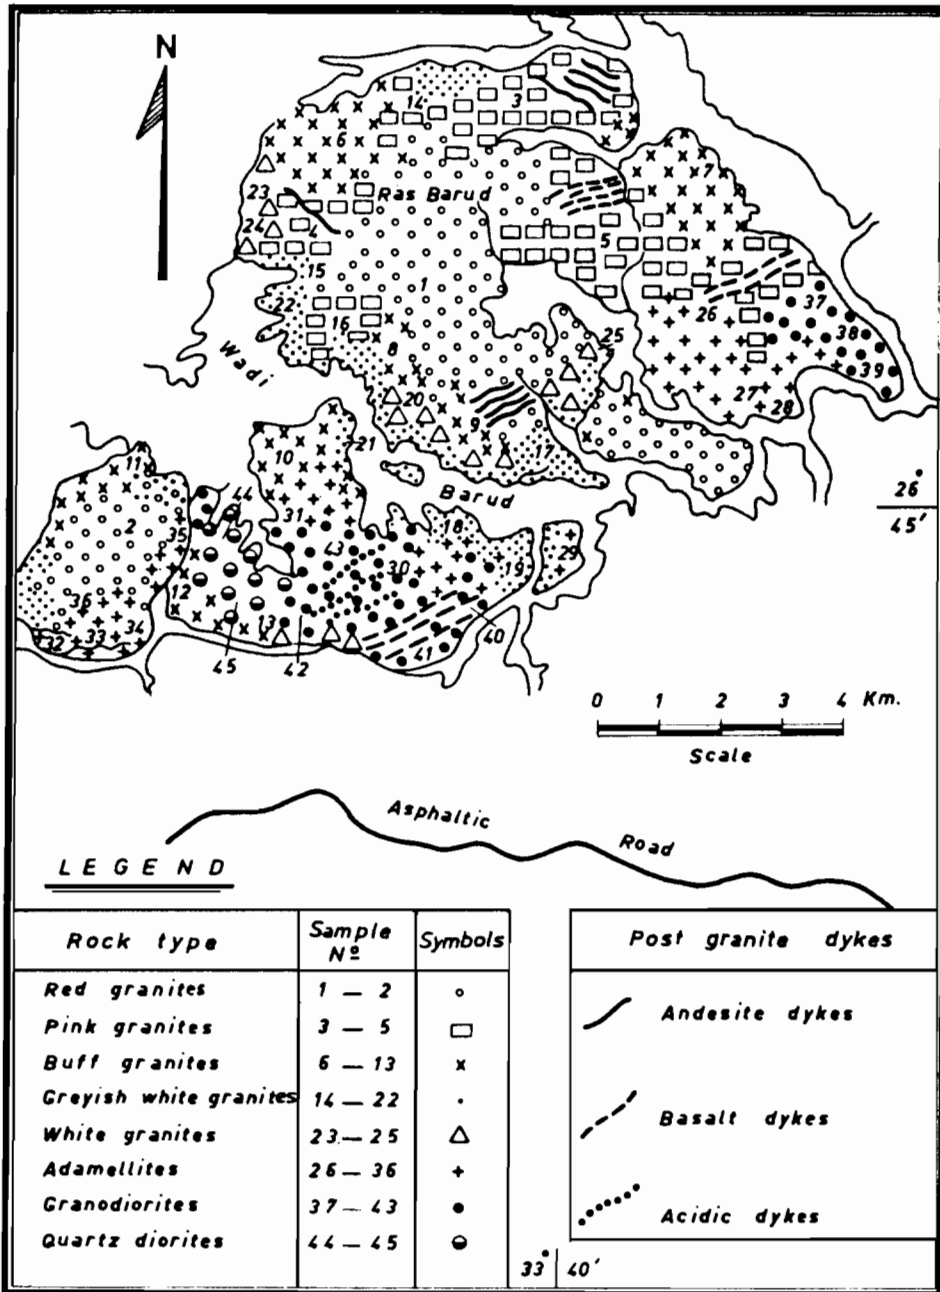 N
14
3
6
7
23
Ras Barud
24
4
5
15
1
22
26
37
16
25
38
8
39
Wadi
20
27
28
9
21
17
10
11
44
Barud
26°
45'
2
31
18
35
43
29
30
19
12
36
34
13
40
32
33
41
45
42
0 1 2 3 4 Km.
Scale
Asphaltic Road
LEGEND
Rock type Sample Nº Symbols
Red granites 1 — 2
Pink granites 3 — 5
Buff granites 6 — 13
Greyish white granites 14 — 22
White granites 23 — 25
Adamellites 26 — 36
Granodiorites 37 — 43
Quartz diorites 44 — 45
Post granite dykes
Andesite dykes
Basalt dykes
Acidic dykes
33° 40'